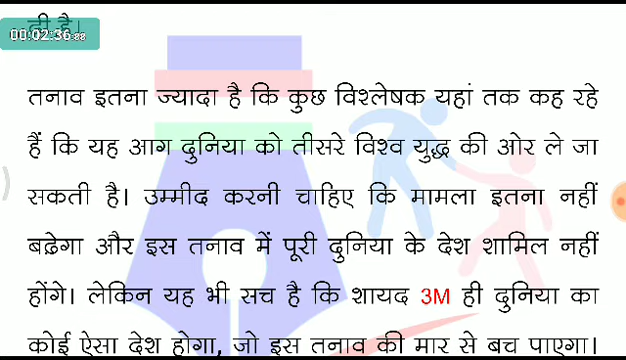 ती है।
00:02:36:88
तनाव इतना ज्यादा है कि कुछ विश्लेषक यहां तक कह रहे
हैं कि यह आग दुनिया को तीसरे विश्व युद्ध की ओर ले जा
सकती है। उम्मीद करनी चाहिए कि मामला इतना नहीं
बढ़ेगा और इस तनाव में पूरी दुनिया के देश शामिल नहीं
होंगे। लेकिन यह भी सच है कि शायद 3M ही दुनिया का
कोई ऐसा देश होगा, जो इस तनाव की मार से बच पाएगा।